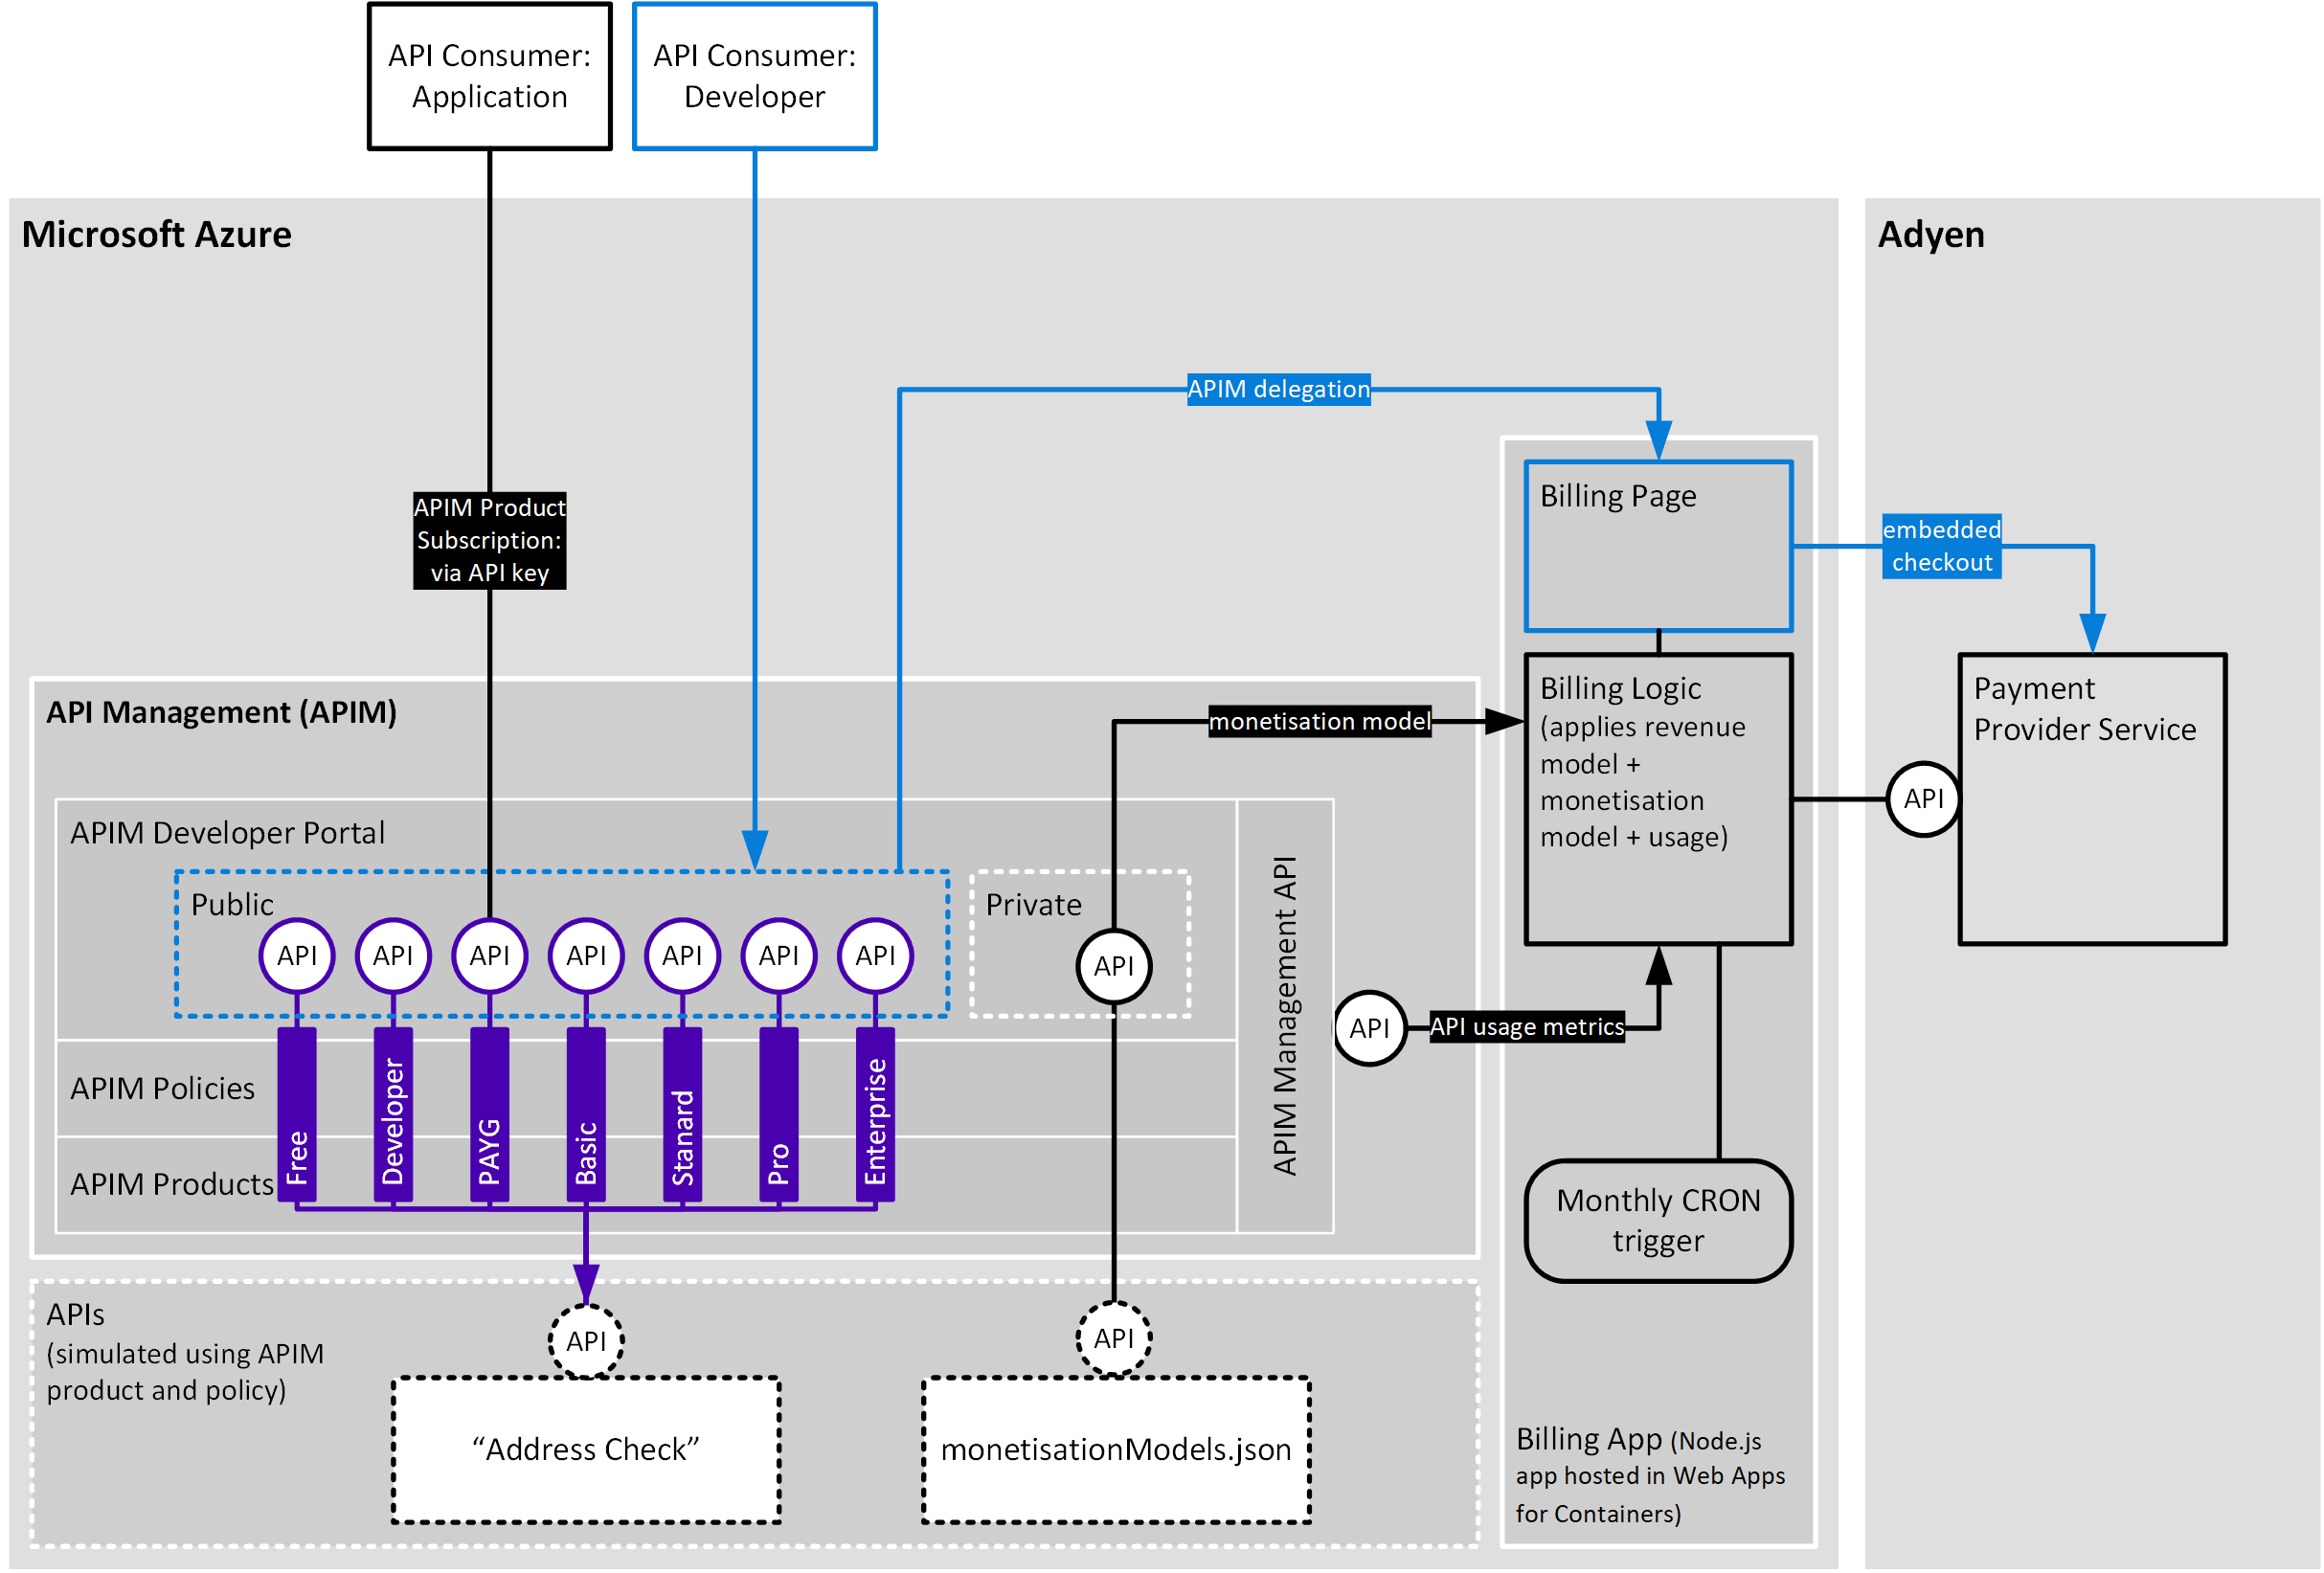 API Consumer:
Application
API Consumer:
Developer
Microsoft Azure
Adyen
APIM delegation
APIM Product
Subscription:
via API key
Billing Page
embedded
checkout
API Management (APIM)
monetisation model
Billing Logic
(applies revenue
model +
monetisation
model + usage)
Payment
Provider Service
API
APIM Developer Portal
Public
API
API
API
API
API
API
API
Private
API
APIM Management API
API
API usage metrics
APIM Policies
APIM Products
Free
Developer
PAYG
Basic
Stanard
Pro
Enterprise
Monthly CRON
trigger
APIs
(simulated using APIM
product and policy)
API
API
“Address Check”
monetisationModels.json
Billing App (Node.js
app hosted in Web Apps
for Containers)